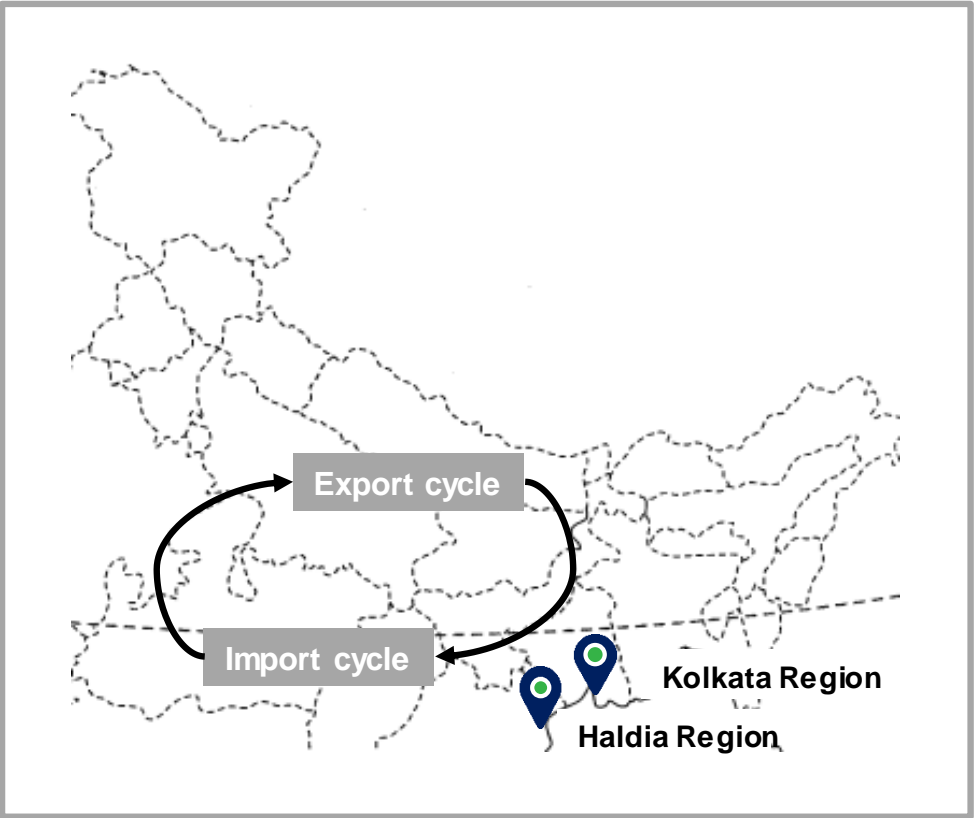 Export cycle
Import cycle
Kolkata Region
Haldia Region